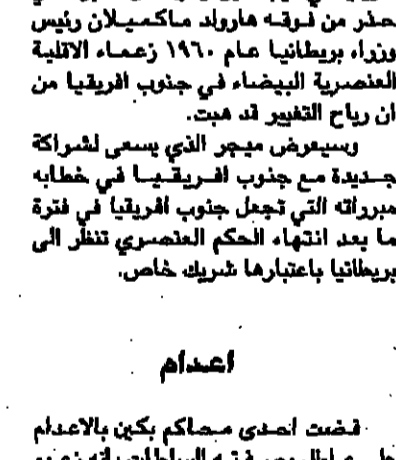 حذر من فوقه هارولد ماكميلان رئيس
وزراء بريطانيا عام ١٩٦٠ زعماء الاقلية
العنصرية البيضاء في جنوب افريقيا من
ان رياح التغيير قد هبت.
وسيعرض ميجر الذي يسعى لشراكة
جديدة مع جنوب افريقيا في خطابه
مبرراته التي تجعل جنوب افريقيا في فترة
ما بعد انتهاء الحكم العنصري تنظر الى
بريطانيا باعتبارها شريك خاص.
اعدام
قضت احدى محاكم بكين بالاعدام
السلطات بانه